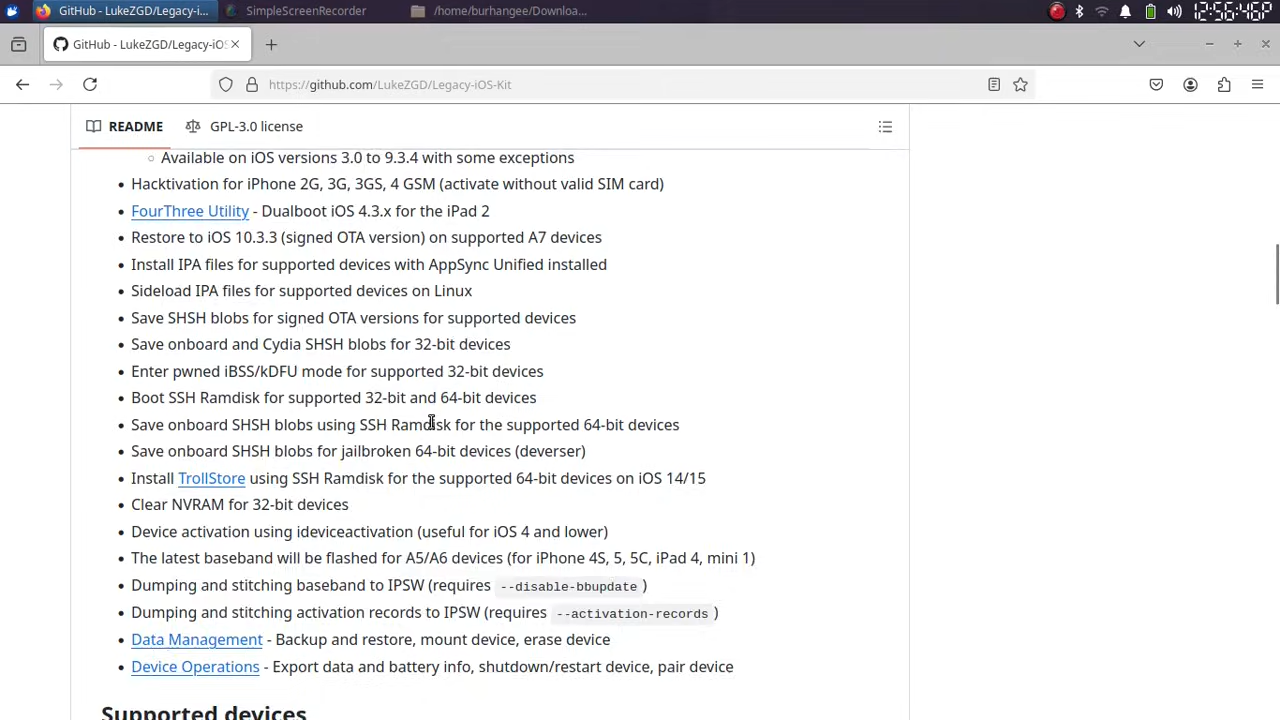 GitHub - LukeZGD/Legacy-i...
SimpleScreenRecorder
/home/burhangee/Downloa...
12:56:46P
GitHub - LukeZGD/Legacy-iOS
https://github.com/LukeZGD/Legacy-iOS-Kit
README
GPL-3.0 license
Available on iOS versions 3.0 to 9.3.4 with some exceptions
Hacktivation for iPhone 2G, 3G, 3GS, 4 GSM (activate without valid SIM card)
FourThree Utility - Dualboot iOS 4.3.x for the iPad 2
Restore to iOS 10.3.3 (signed OTA version) on supported A7 devices
Install IPA files for supported devices with AppSync Unified installed
Sideload IPA files for supported devices on Linux
Save SHSH blobs for signed OTA versions for supported devices
Save onboard and Cydia SHSH blobs for 32-bit devices
Enter pwned iBSS/kDFU mode for supported 32-bit devices
Boot SSH Ramdisk for supported 32-bit and 64-bit devices
Save onboard SHSH blobs using SSH Ramdisk for the supported 64-bit devices
Save onboard SHSH blobs for jailbroken 64-bit devices (deverser)
Install TrollStore using SSH Ramdisk for the supported 64-bit devices on iOS 14/15
Clear NVRAM for 32-bit devices
Device activation using ideviceactivation (useful for iOS 4 and lower)
The latest baseband will be flashed for A5/A6 devices (for iPhone 4S, 5, 5C, iPad 4, mini 1)
Dumping and stitching baseband to IPSW (requires --disable-bbupdate )
Dumping and stitching activation records to IPSW (requires --activation-records )
Data Management - Backup and restore, mount device, erase device
Device Operations - Export data and battery info, shutdown/restart device, pair device
Supported devices